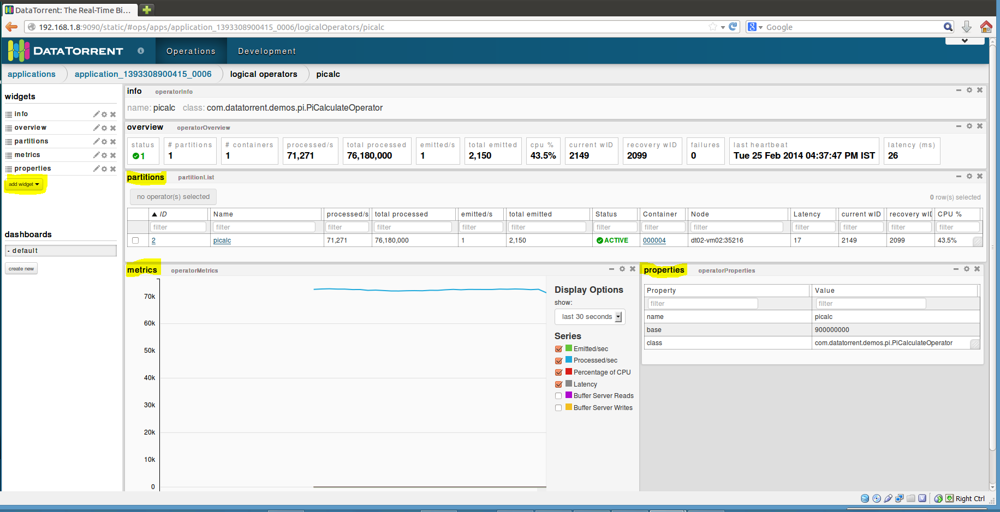 DataTorrent: The Real-Time Bi...
192.168.1.8:9090/static/#ops/apps/application_1393308900415_0006/logicalOperators/picalc
Google
DATATORRENT Operations Development
applications application_1393308900415_0006 logical operators picalc
widgets
info
overview
partitions
metrics
properties
add widget
dashboards
- default
create new
info operatorInfo
name: picalc class: com.datatorrent.demos.pi.PiCalculateOperator
overview operatorOverview
status # partitions # containers processed/s total processed emitted/s total emitted cpu % current wID recovery wID failures last heartbeat latency (ms)
1 1 1 71,271 76,180,000 1 2,150 43.5% 2149 2099 0 Tue 25 Feb 2014 04:37:47 PM IST 26
partitions partitionList
no operator(s) selected 0 row(s) selected
ID Name processed/s total processed emitted/s total emitted Status Container Node Latency current wID recovery wID CPU %
filter filter filter filter filter filter filter filter filter filter filter filter filter
2 picalc 71,271 76,180,000 1 2,150 ACTIVE 000004 dt02-vm02:35216 17 2149 2099 43.5%
metrics operatorMetrics
70k
60k
50k
40k
30k
20k
10k
0
Display Options
show:
last 30 seconds
Series
Emitted/sec
Processed/sec
Percentage of CPU
Latency
Buffer Server Reads
Buffer Server Writes
properties operatorProperties
Property Value
filter filter
name picalc
base 900000000
class com.datatorrent.demos.pi.PiCalculateOperator
Right Ctrl